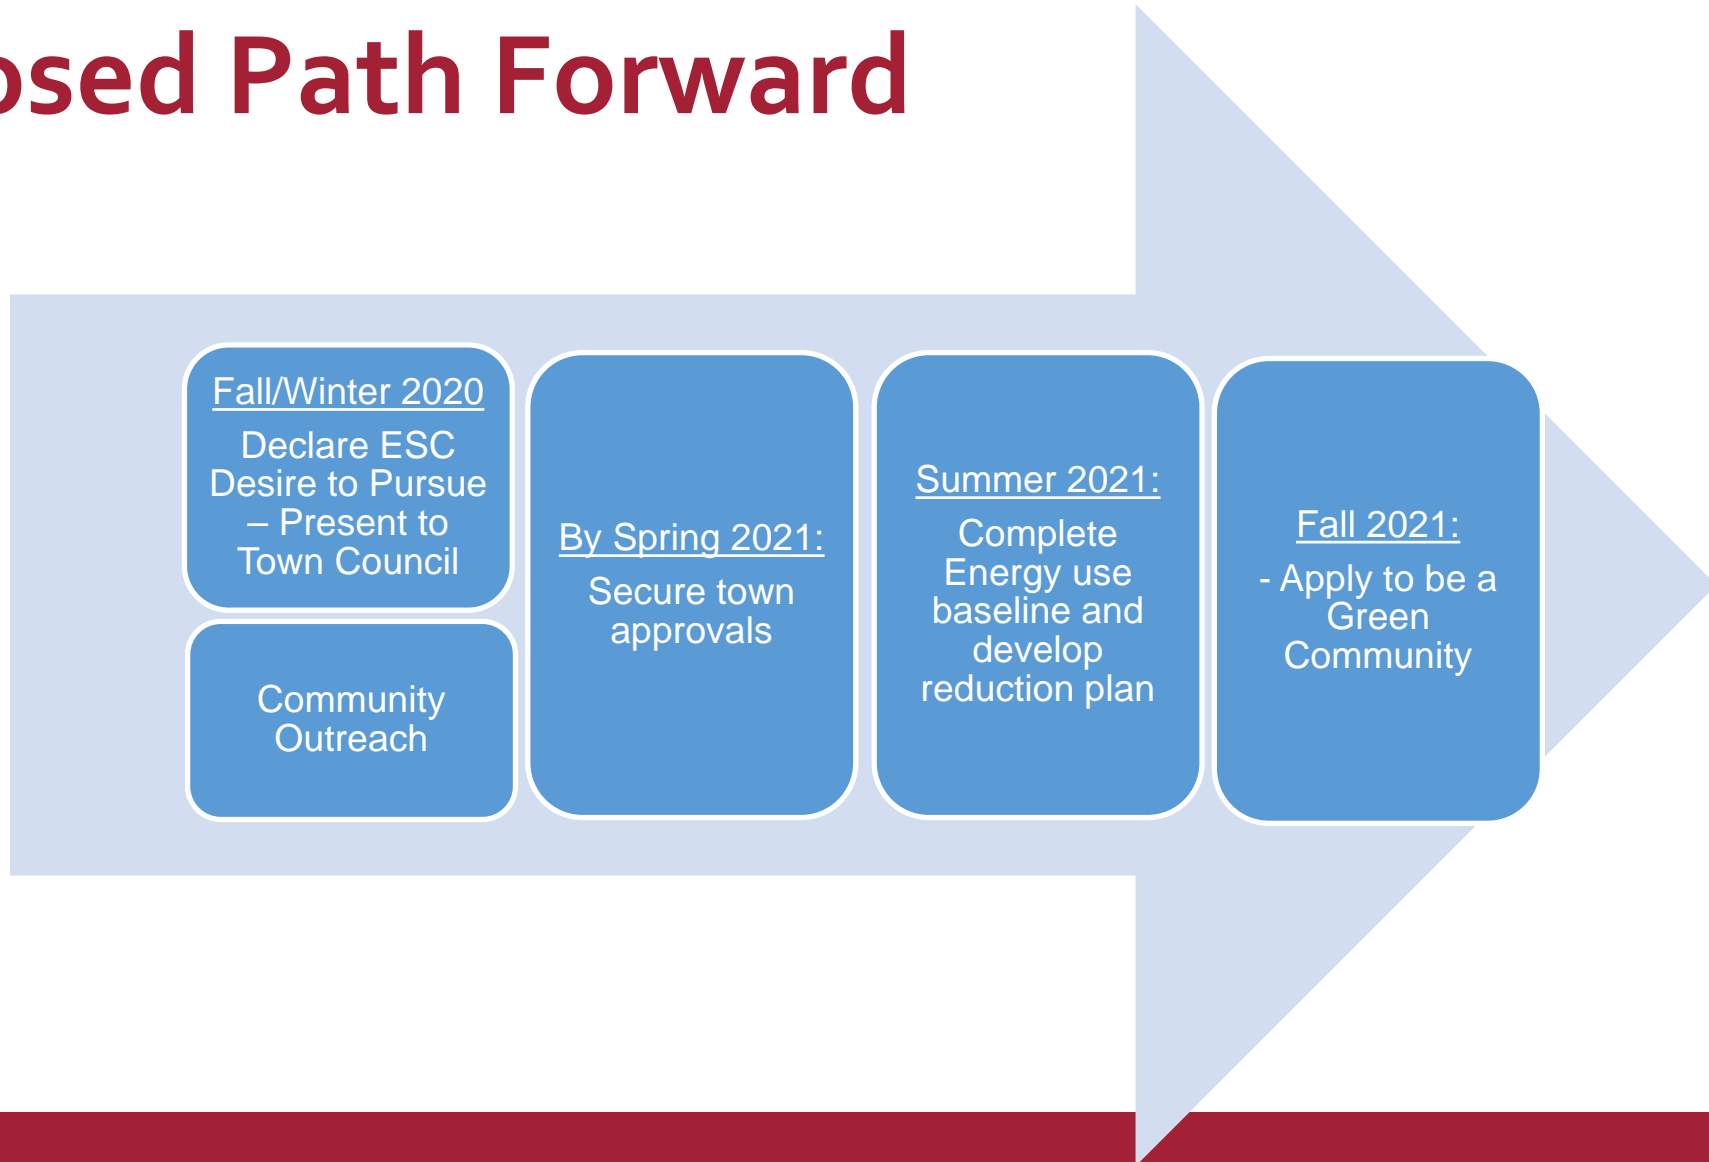 osed Path Forward
Fall/Winter 2020
Declare ESC
Desire to Pursue
– Present to
Town Council
Community
Outreach
By Spring 2021:
Secure town
approvals
Summer 2021:
Complete
Energy use
baseline and
develop
reduction plan
Fall 2021:
- Apply to be a
Green
Community